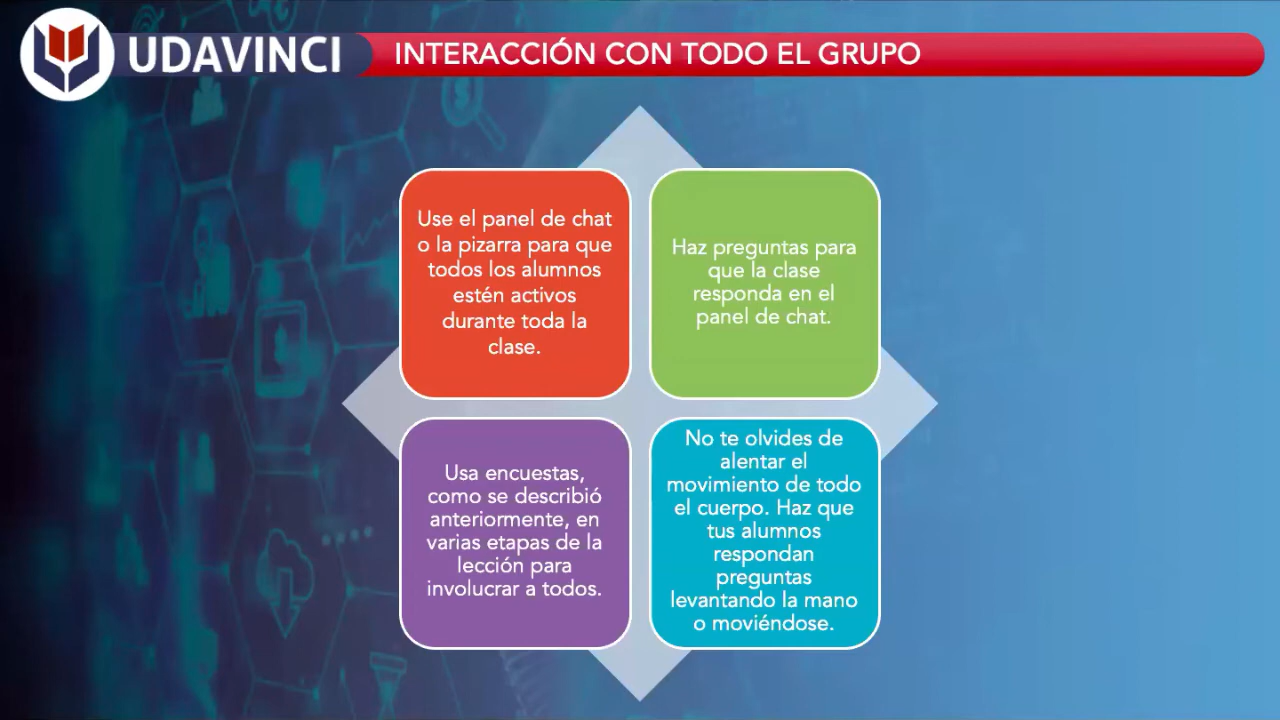 UDAVINCI
INTERACCIÓN CON TODO EL GRUPO
Use el panel de chat
o la pizarra para que
todos los alumnos
estén activos
durante toda la
clase.
Haz preguntas para
que la clase
responda en el
panel de chat.
Usa encuestas,
como se describió
anteriormente, en
varias etapas de la
lección para
involucrar a todos.
No te olvides de
alentar el
movimiento de todo
el cuerpo. Haz que
tus alumnos
respondan
preguntas
levantando la mano
o moviéndose.